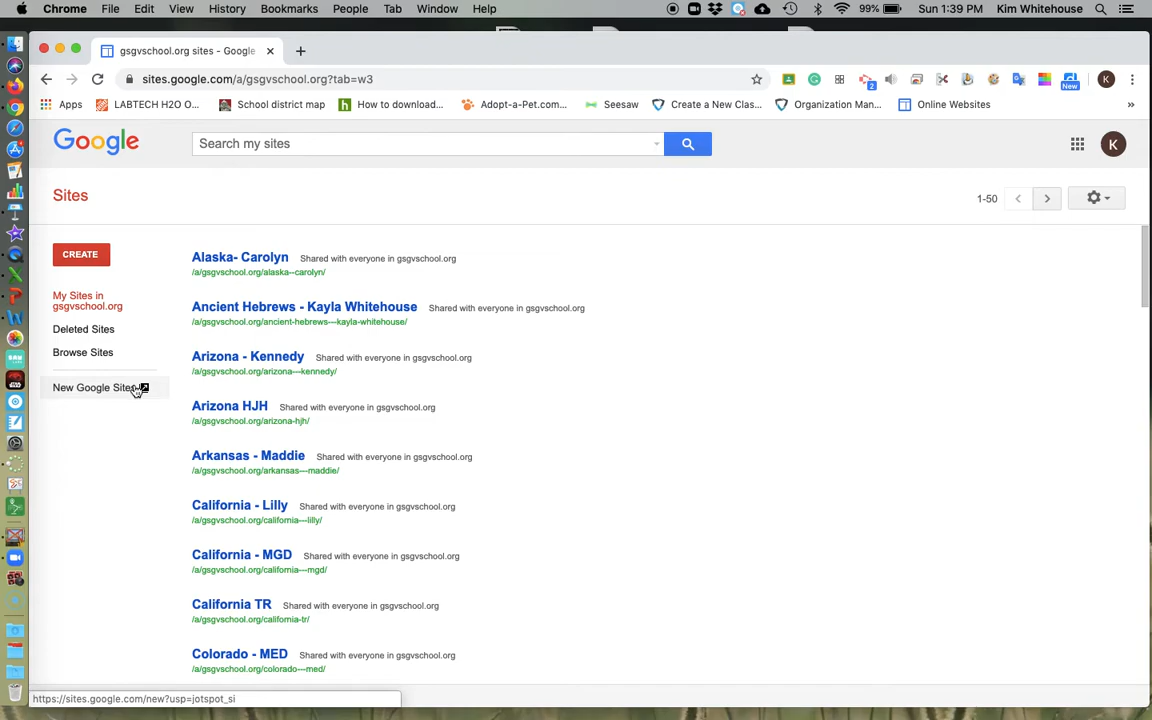 Chrome File Edit View History Bookmarks People Tab Window Help 99% Sun 1:39 PM Kim Whitehouse
gsgvschool.org sites - Google
sites.google.com/a/gsgvschool.org?tab=w3
2
New
K
Apps LABTECH H2O O... School district map How to download... Adopt-a-Pet.com... Seesaw Create a New Clas... Organization Man... Online Websites »
Google Search my sites K
Sites 1-50
CREATE
My Sites in
gsgvschool.org
Deleted Sites
Browse Sites
New Google Sites
Alaska- Carolyn Shared with everyone in gsgvschool.org
/a/gsgvschool.org/alaska--carolyn/
Ancient Hebrews - Kayla Whitehouse Shared with everyone in gsgvschool.org
/a/gsgvschool.org/ancient-hebrews---kayla-whitehouse/
Arizona - Kennedy Shared with everyone in gsgvschool.org
/a/gsgvschool.org/arizona---kennedy/
Arizona HJH Shared with everyone in gsgvschool.org
/a/gsgvschool.org/arizona-hjh/
Arkansas - Maddie Shared with everyone in gsgvschool.org
/a/gsgvschool.org/arkansas---maddie/
California - Lilly Shared with everyone in gsgvschool.org
/a/gsgvschool.org/california---lilly/
California - MGD Shared with everyone in gsgvschool.org
/a/gsgvschool.org/california---mgd/
California TR Shared with everyone in gsgvschool.org
/a/gsgvschool.org/california-tr/
Colorado - MED Shared with everyone in gsgvschool.org
/a/gsgvschool.org/colorado---med/
https://sites.google.com/new?usp=jotspot_si